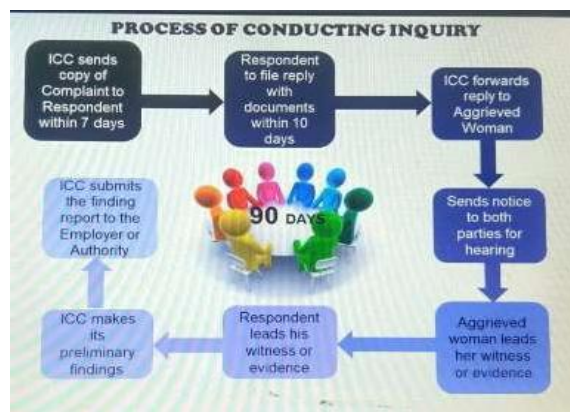 PROCESS OF CONDUCTING INQUIRY
ICC sends
copy of
Complaint to
Respondent
within 7 days
Respondent
to file reply
with
documents
within 10
days
ICC forwards
reply to
Aggrieved
Woman
Sends notice
to both
parties for
hearing
Aggrieved
woman leads
her witness
or evidence
Respondent
leads his
witness or
evidence
ICC makes
its
preliminary
findings
ICC submits
the finding
report to the
Employer or
Authority
90 DAYS